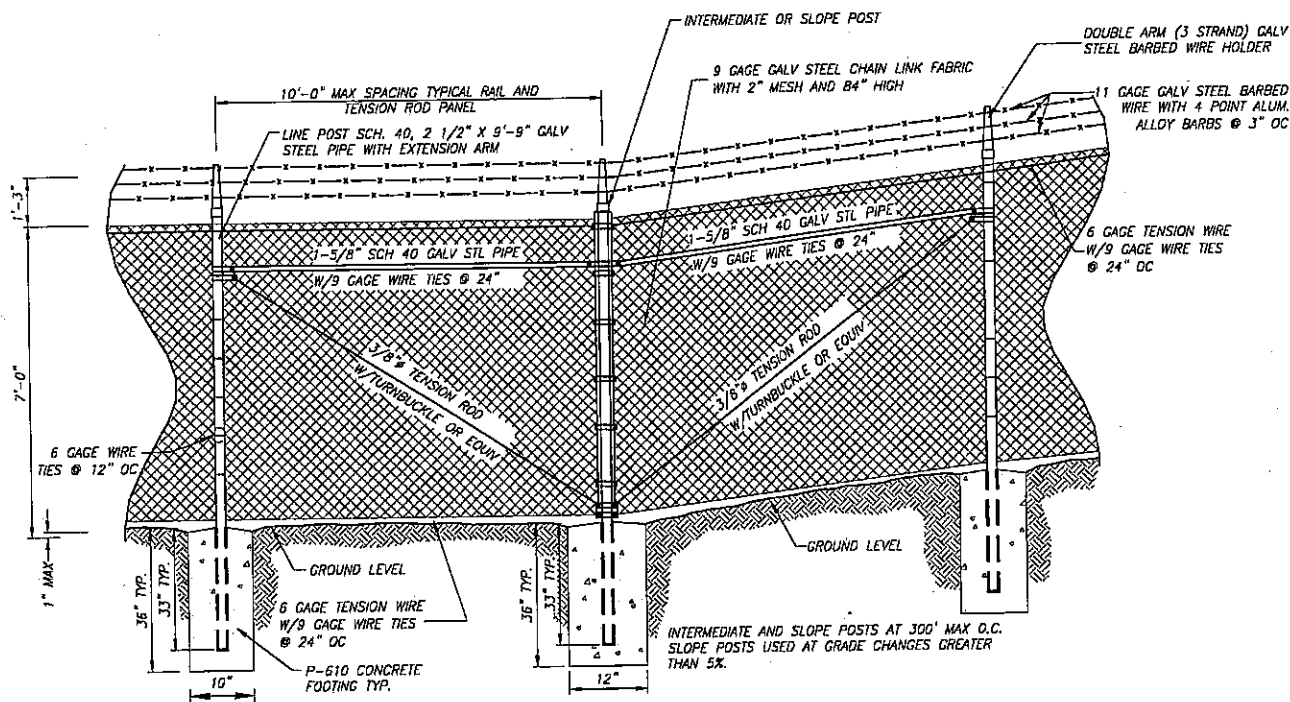 INTERMEDIATE OR SLOPE POST
DOUBLE ARM (3 STRAND) GALV
STEEL BARBED WIRE HOLDER
9 GAGE GALV STEEL CHAIN LINK FABRIC
WITH 2" MESH AND 84" HIGH
10'-0" MAX SPACING TYPICAL RAIL AND
TENSION ROD PANEL
11 GAGE GALV STEEL BARBED
WIRE WITH 4 POINT ALUM.
ALLOY BARBS @ 3" OC
LINE POST SCH. 40, 2 1/2" X 9'-9" GALV
STEEL PIPE WITH EXTENSION ARM
1'-3"
1-5/8" SCH 40 GALV STL PIPE
W/9 GAGE WIRE TIES @ 24"
1-5/8" SCH 40 GALV STL PIPE
W/9 GAGE WIRE TIES @ 24"
6 GAGE TENSION WIRE
W/9 GAGE WIRE TIES
@ 24" OC
7'-0"
3/8"ø TENSION ROD
W/TURNBUCKLE OR EQUIV
3/8"ø TENSION ROD
W/TURNBUCKLE OR EQUIV
6 GAGE WIRE
TIES @ 12" OC
1" MAX
36" TYP.
33" TYP.
GROUND LEVEL
6 GAGE TENSION WIRE
W/9 GAGE WIRE TIES
@ 24" OC
36" TYP.
33" TYP.
GROUND LEVEL
INTERMEDIATE AND SLOPE POSTS AT 300' MAX O.C.
SLOPE POSTS USED AT GRADE CHANGES GREATER
THAN 5%.
P-610 CONCRETE
FOOTING TYP.
10"
12"